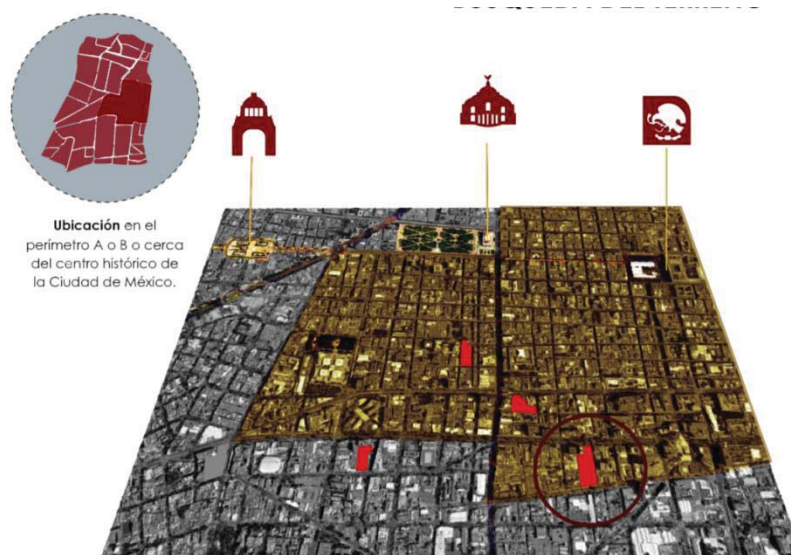 Ubicación en el
perímetro A o B o cerca
del centro histórico de
la Ciudad de México.